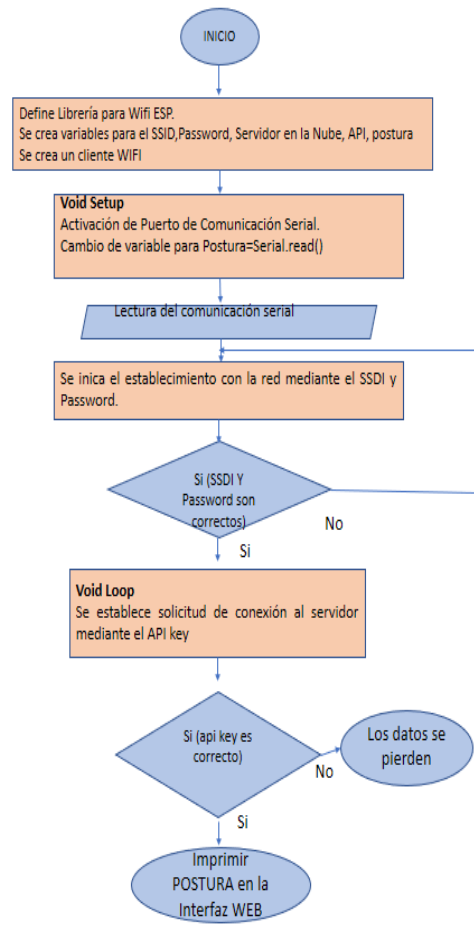 INICIO
Define Librería para Wifi ESP.
Se crea variables para el SSID,Password, Servidor en la Nube, API, postura
Se crea un cliente WIFI
Void Setup
Activación de Puerto de Comunicación Serial.
Cambio de variable para Postura=Serial.read()
Lectura del comunicación serial
Se inica el establecimiento con la red mediante el SSDI y
Password.
Si (SSDI Y
Password son
correctos)
No
Si
Void Loop
Se establece solicitud de conexión al servidor
mediante el API key
Si (api key es
correcto)
Los datos se
pierden
No
Si
Imprimir
POSTURA en la
Interfaz WEB